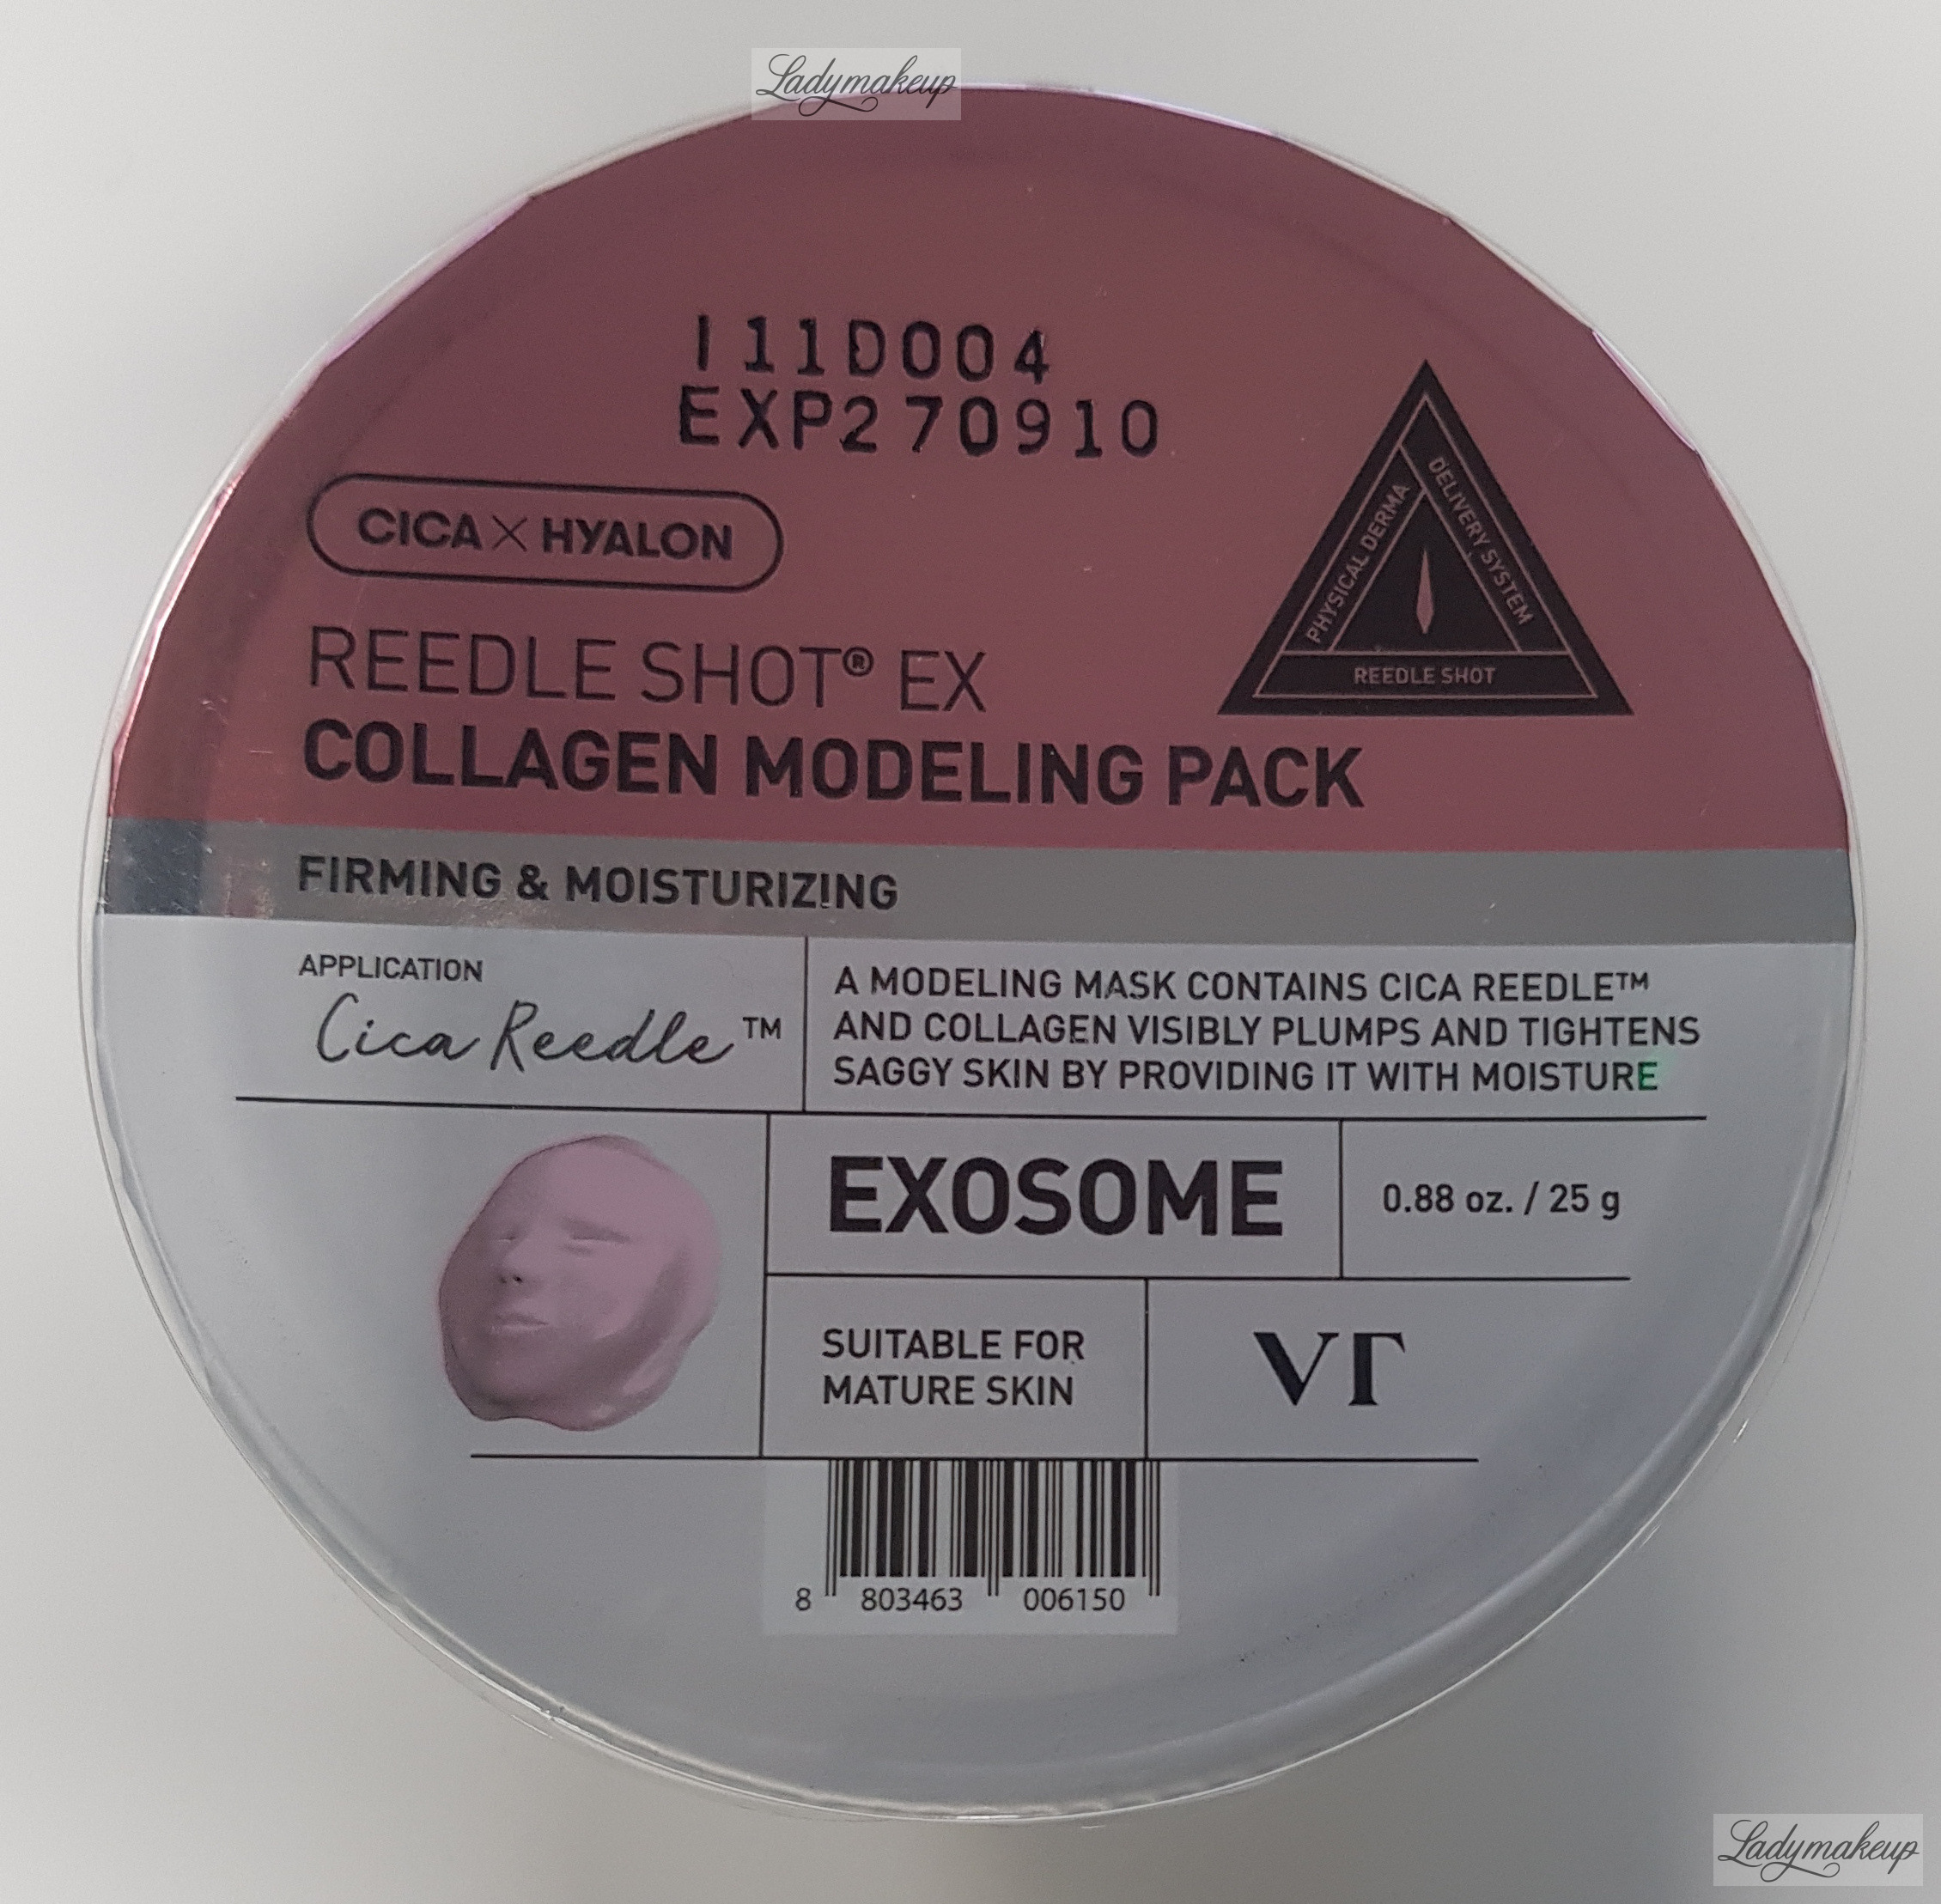 Ladymakeup
I11D004
EXP270910
CICA X HYALON
REEDLE SHOT® EX
COLLAGEN MODELING PACK
PHYSICAL DERMA
DELIVERY SYSTEM
REEDLE SHOT
FIRMING & MOISTURIZING
APPLICATION
Cica Reedle™
A MODELING MASK CONTAINS CICA REEDLE™
AND COLLAGEN VISIBLY PLUMPS AND TIGHTENS
SAGGY SKIN BY PROVIDING IT WITH MOISTURE
EXOSOME
0.88 oz. / 25 g
SUITABLE FOR
MATURE SKIN
VT
8 803463 006150
Ladymakeup